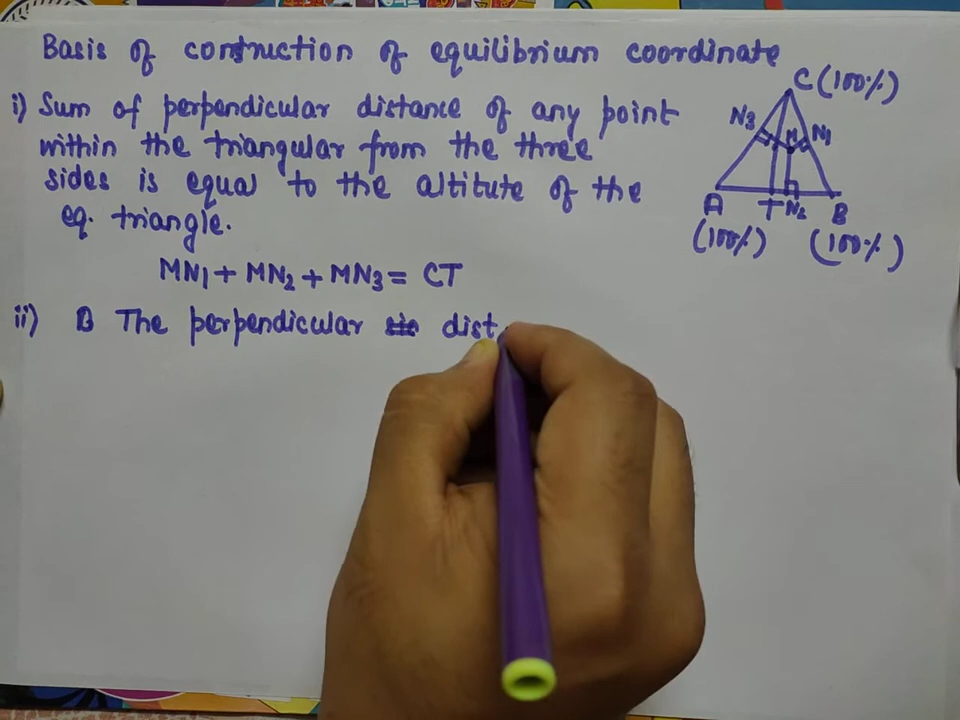 Basis of construction of equilibrium coordinate
i) Sum of perpendicular distance of any point
within the triangular from the three
sides is equal to the altitute of the
eq. triangle.
MN1 + MN2 + MN3 = CT
ii) B The perpendicular dist
C (100%)
N3 M N1
A T N2 B
(100%) (100%)